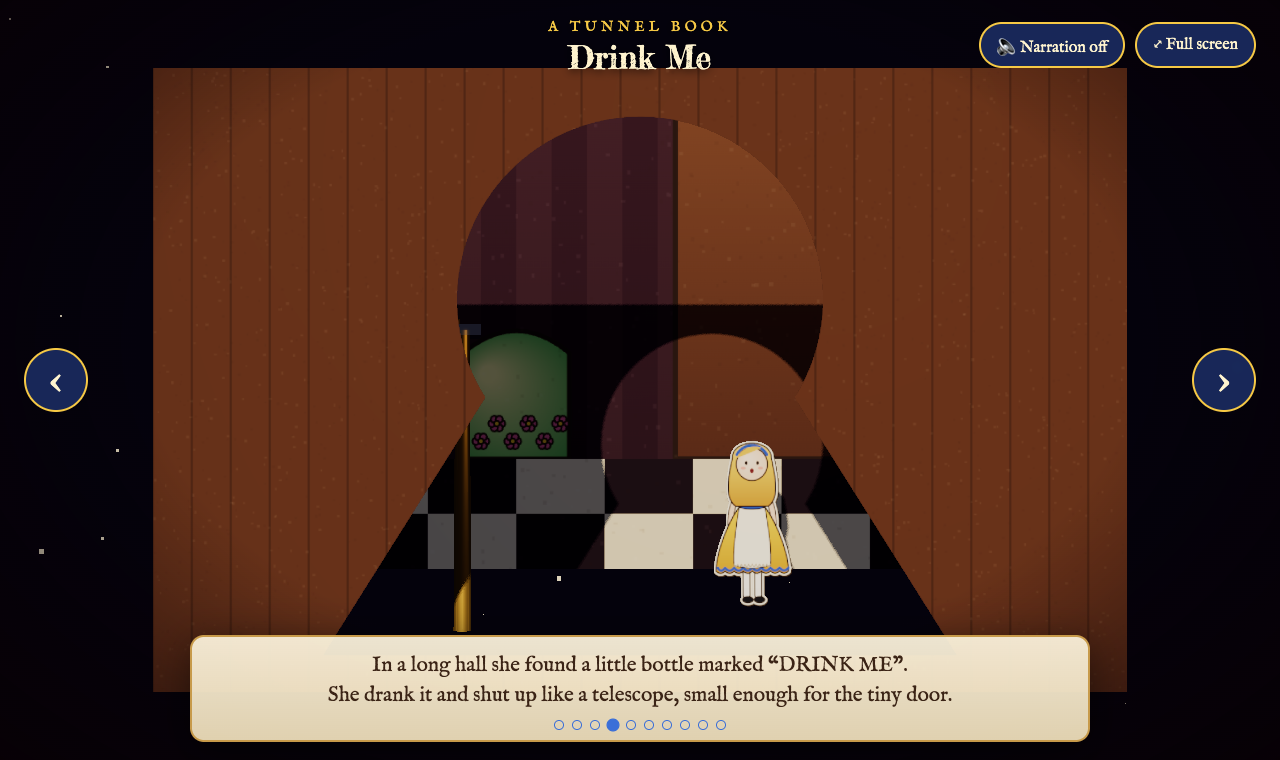 A TUNNEL BOOK
Drink Me
Narration off
Full screen
In a long hall she found a little bottle marked “DRINK ME”.
She drank it and shut up like a telescope, small enough for the tiny door.